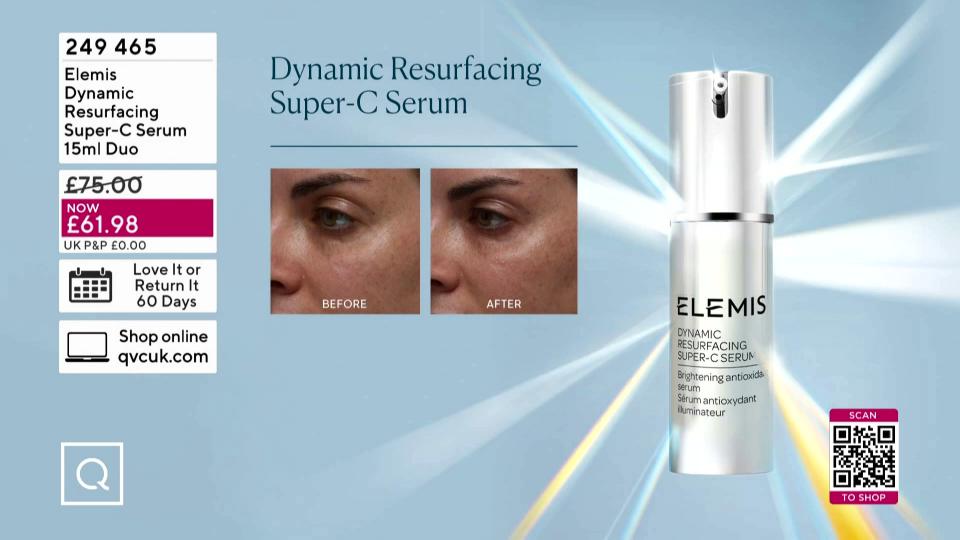 249 465
Elemis
Dynamic
Resurfacing
Super-C Serum
15ml Duo
£75.00
NOW
£61.98
UK P&P £0.00
Love It or
Return It
60 Days
Shop online
qvcuk.com
Q
Dynamic Resurfacing
Super-C Serum
BEFORE
AFTER
ELEMIS
DYNAMIC
RESURFACING
SUPER-C SERUM
Brightening antioxida
serum
Sérum antioxydant
illuminateur
SCAN
TO SHOP